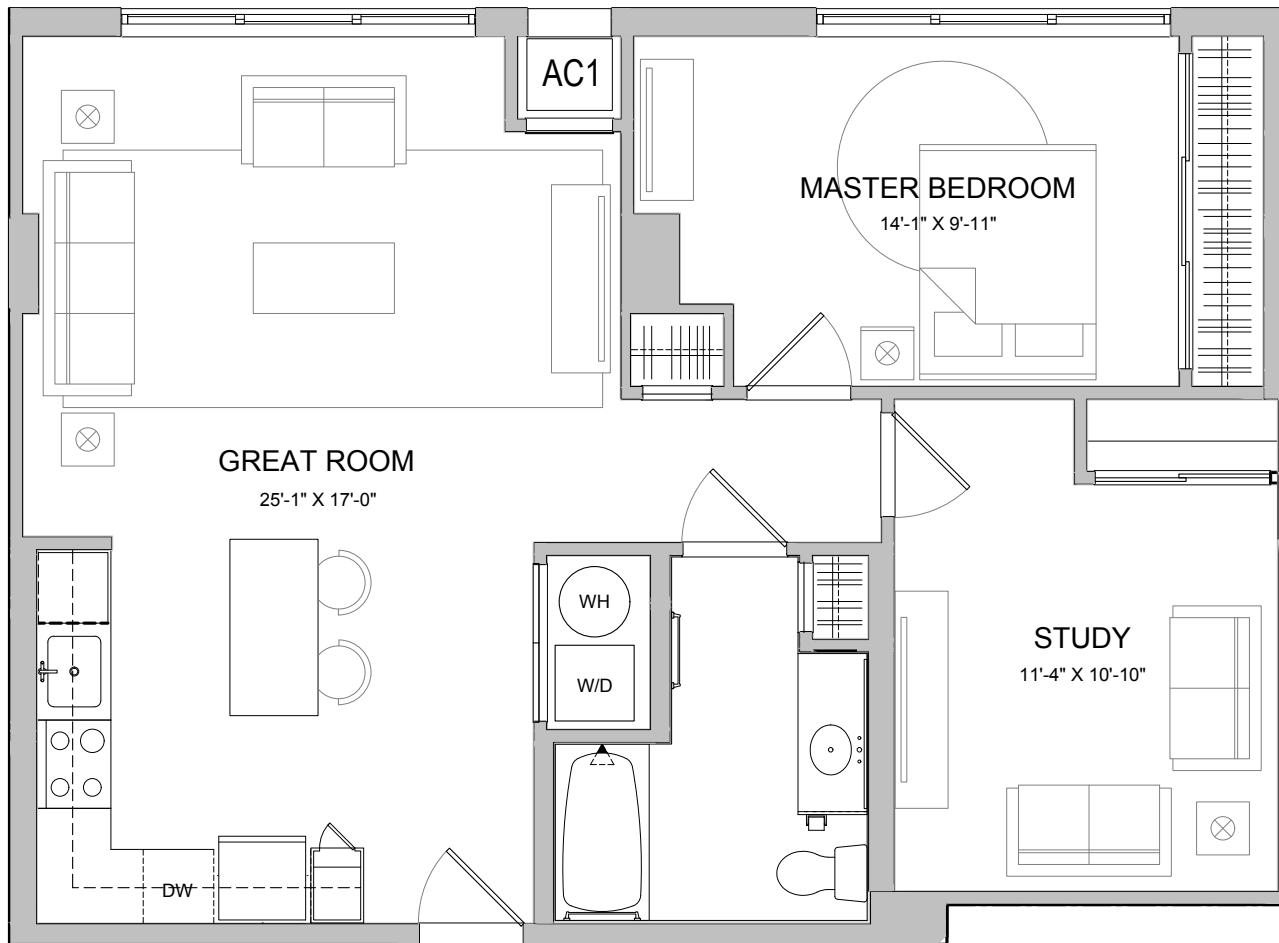 AC1
MASTER BEDROOM
14'-1" X 9'-11"
GREAT ROOM
25'-1" X 17'-0"
WH
W/D
STUDY
11'-4" X 10'-10"
DW